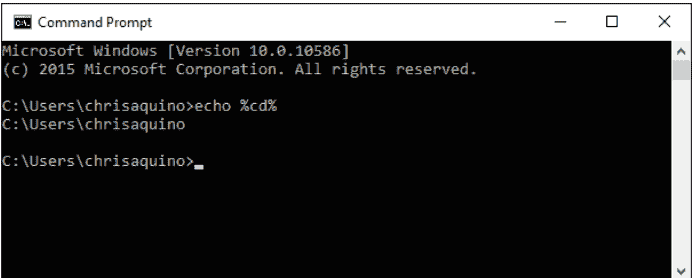 Command Prompt
Microsoft Windows [Version 10.0.10586]
(c) 2015 Microsoft Corporation. All rights reserved.
C:\Users\chrisaquino>echo %cd%
C:\Users\chrisaquino
C:\Users\chrisaquino>